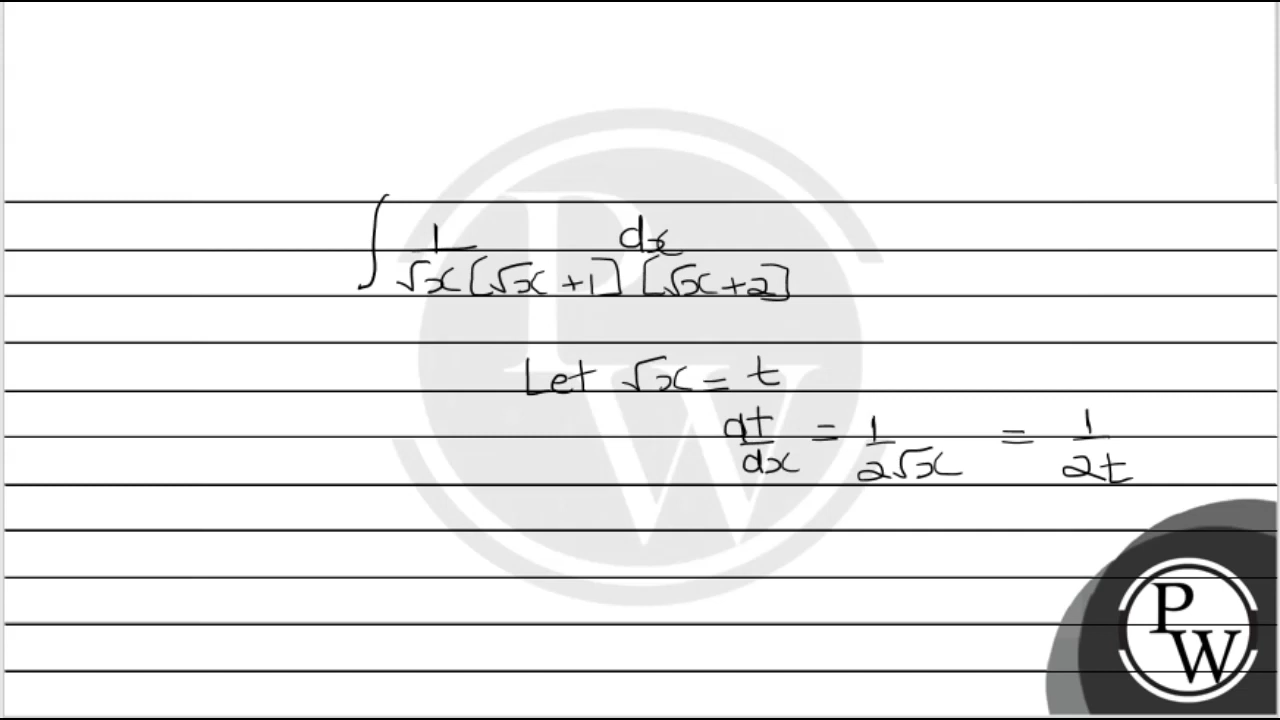 ∫ 1/(√x[√x+1][√x+2]) dx
Let √x = t
dt/dx = 1/(2√x) = 1/(2t)
P
W
P
W